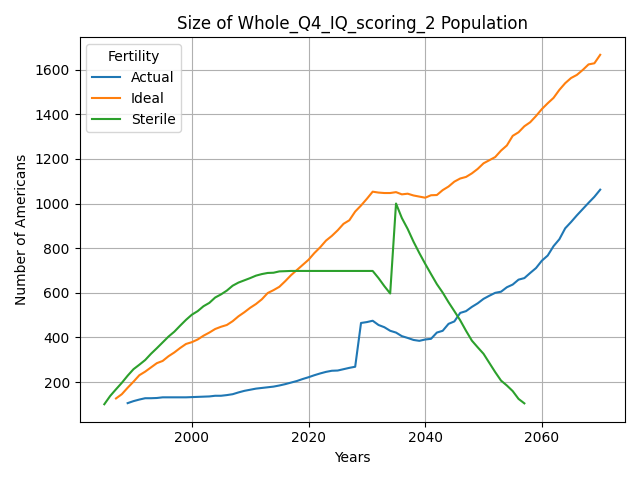 Size of Whole_Q4_IQ_scoring_2 Population
Fertility
Actual
Ideal
Sterile
Number of Americans
1600
1400
1200
1000
800
600
400
200
2000
2020
2040
2060
Years